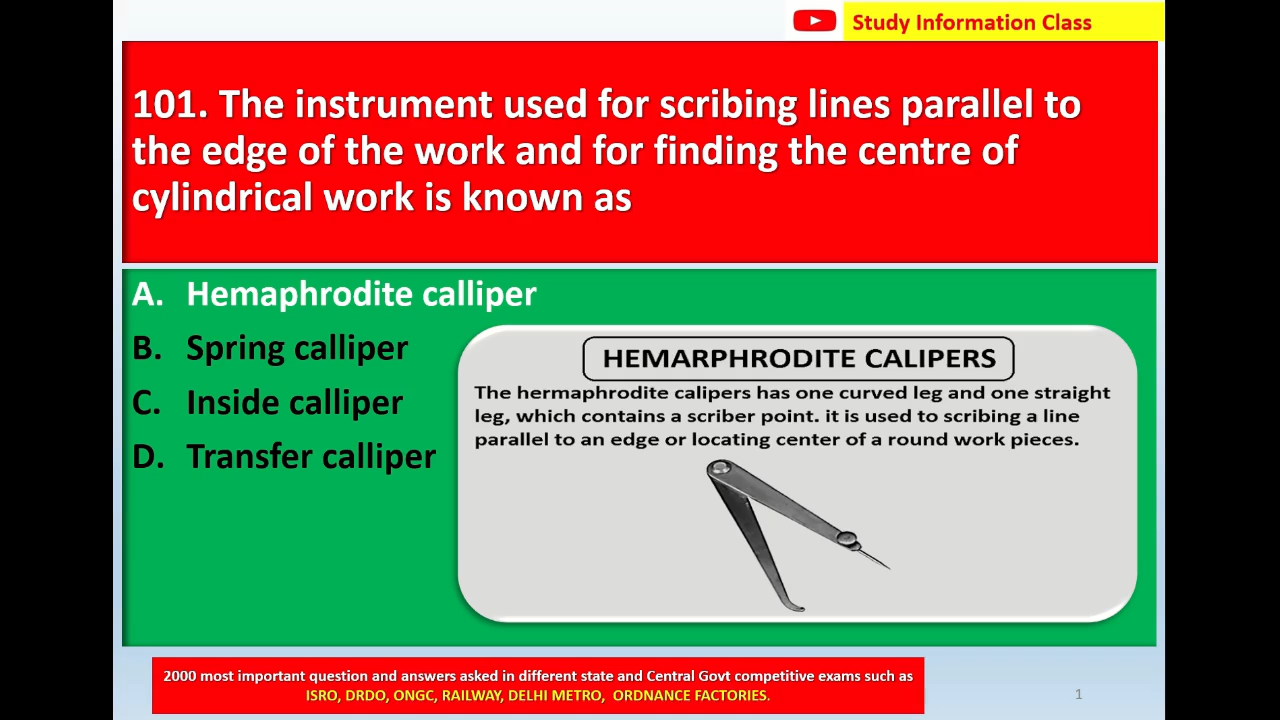 Study Information Class
101. The instrument used for scribing lines parallel to
the edge of the work and for finding the centre of
cylindrical work is known as
A. Hemaphrodite calliper
B. Spring calliper
C. Inside calliper
D. Transfer calliper
HEMARPHRODITE CALIPERS
The hermaphrodite calipers has one curved leg and one straight
leg, which contains a scriber point. it is used to scribing a line
parallel to an edge or locating center of a round work pieces.
2000 most important question and answers asked in different state and Central Govt competitive exams such as
ISRO, DRDO, ONGC, RAILWAY, DELHI METRO, ORDNANCE FACTORIES.
1